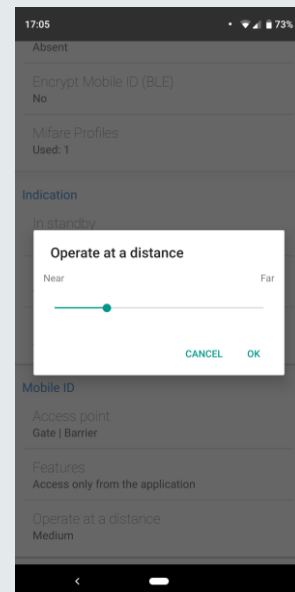 17:05
73%
Absent
Encrypt Mobile ID (BLE)
No
Mifare Profiles
Used: 1
Indication
In standby
Operate at a distance
Near
Far
CANCEL
OK
Mobile ID
Access point
Gate | Barrier
Features
Access only from the application
Operate at a distance
Medium